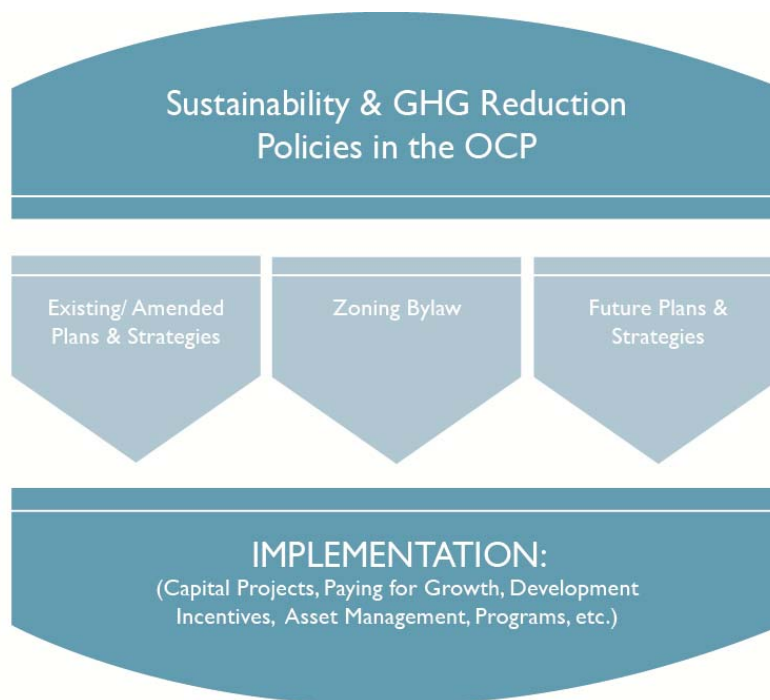 Sustainability & GHG Reduction
Policies in the OCP
Existing/ Amended
Plans & Strategies
Zoning Bylaw
Future Plans &
Strategies
IMPLEMENTATION:
(Capital Projects, Paying for Growth, Development
Incentives, Asset Management, Programs, etc.)